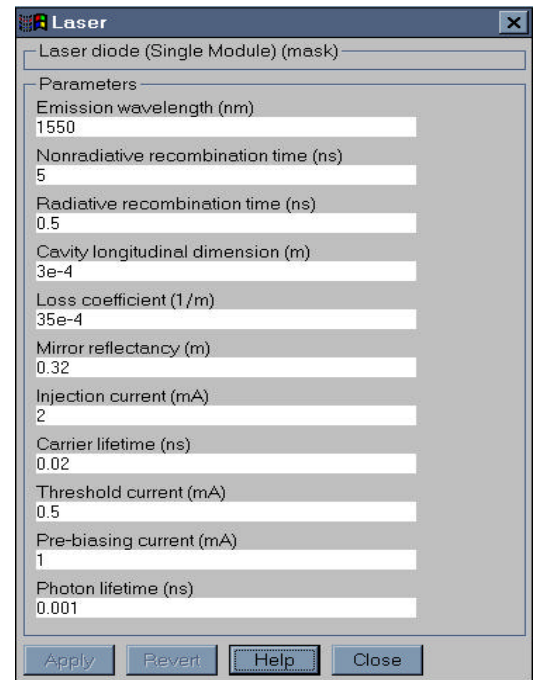 Laser
Laser diode (Single Module) (mask)
Parameters
Emission wavelength (nm)
1550
Nonradiative recombination time (ns)
5
Radiative recombination time (ns)
0.5
Cavity longitudinal dimension (m)
3e-4
Loss coefficient (1/m)
35e-4
Mirror reflectancy (m)
0.32
Injection current (mA)
2
Carrier lifetime (ns)
0.02
Threshold current (mA)
0.5
Pre-biasing current (mA)
1
Photon lifetime (ns)
0.001
Apply Revert Help Close